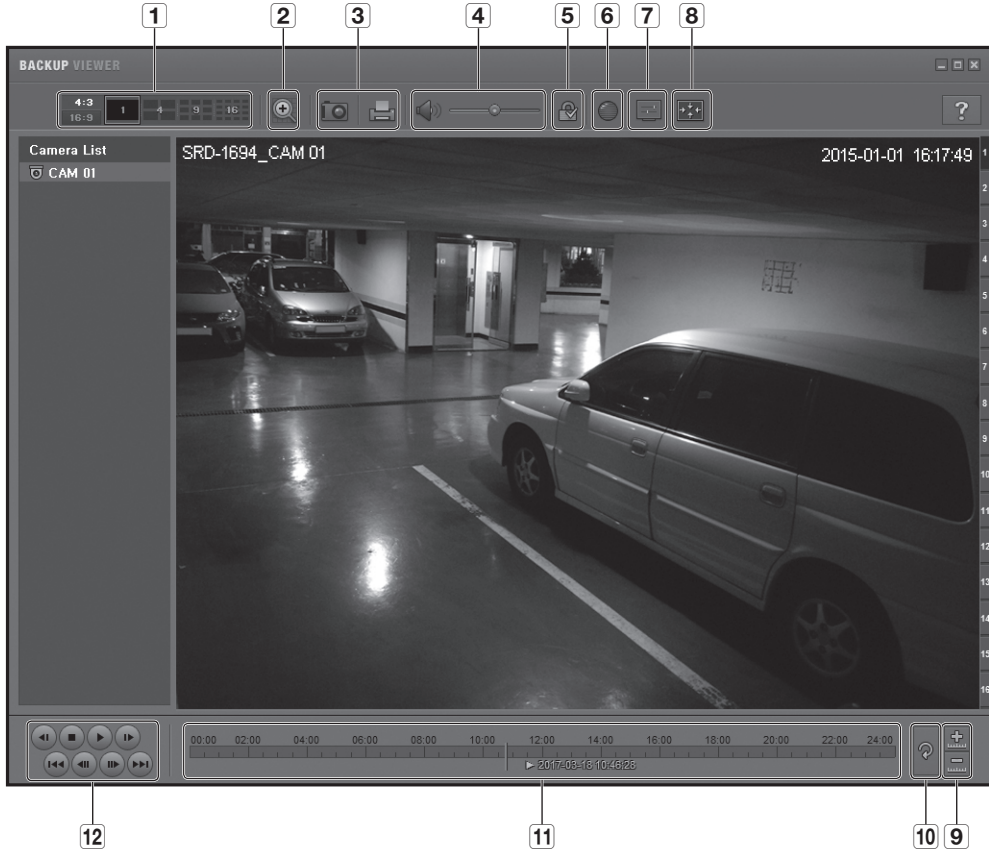 1 2 3 4 5 6 7 8
BACKUP VIEWER
4:3
16:9
1 4 9 16
?
Camera List
CAM 01
SRD-1694_CAM 01
2015-01-01 16:17:49
1
2
3
4
5
6
7
8
9
10
11
12
13
14
15
16
00:00 02:00 04:00 06:00 08:00 10:00 12:00 14:00 16:00 18:00 20:00 22:00 24:00
2017-03-16 10:46:26
12 11 10 9